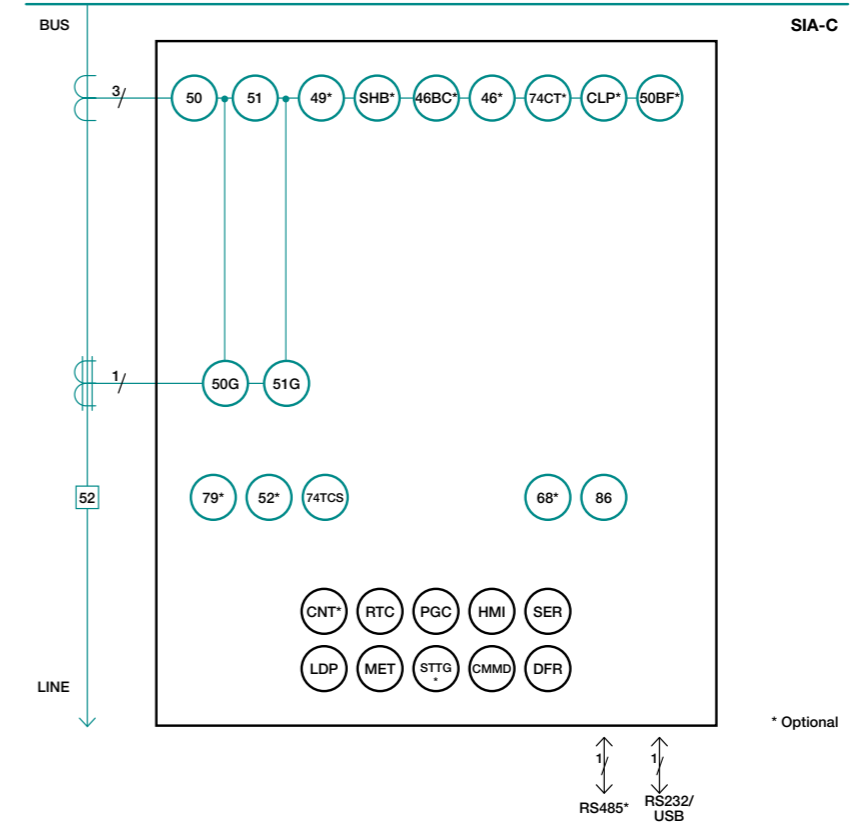 BUS
SIA-C
3/
50 51 49* SHB* 46BC* 46* 74CT* CLP* 50BF*
1/
50G 51G
52
79* 52* 74TCS 68* 86
CNT* RTC PGC HMI SER
LDP MET STTG
*
CMMD DFR
LINE
* Optional
1/ 1/
RS485* RS232/
USB